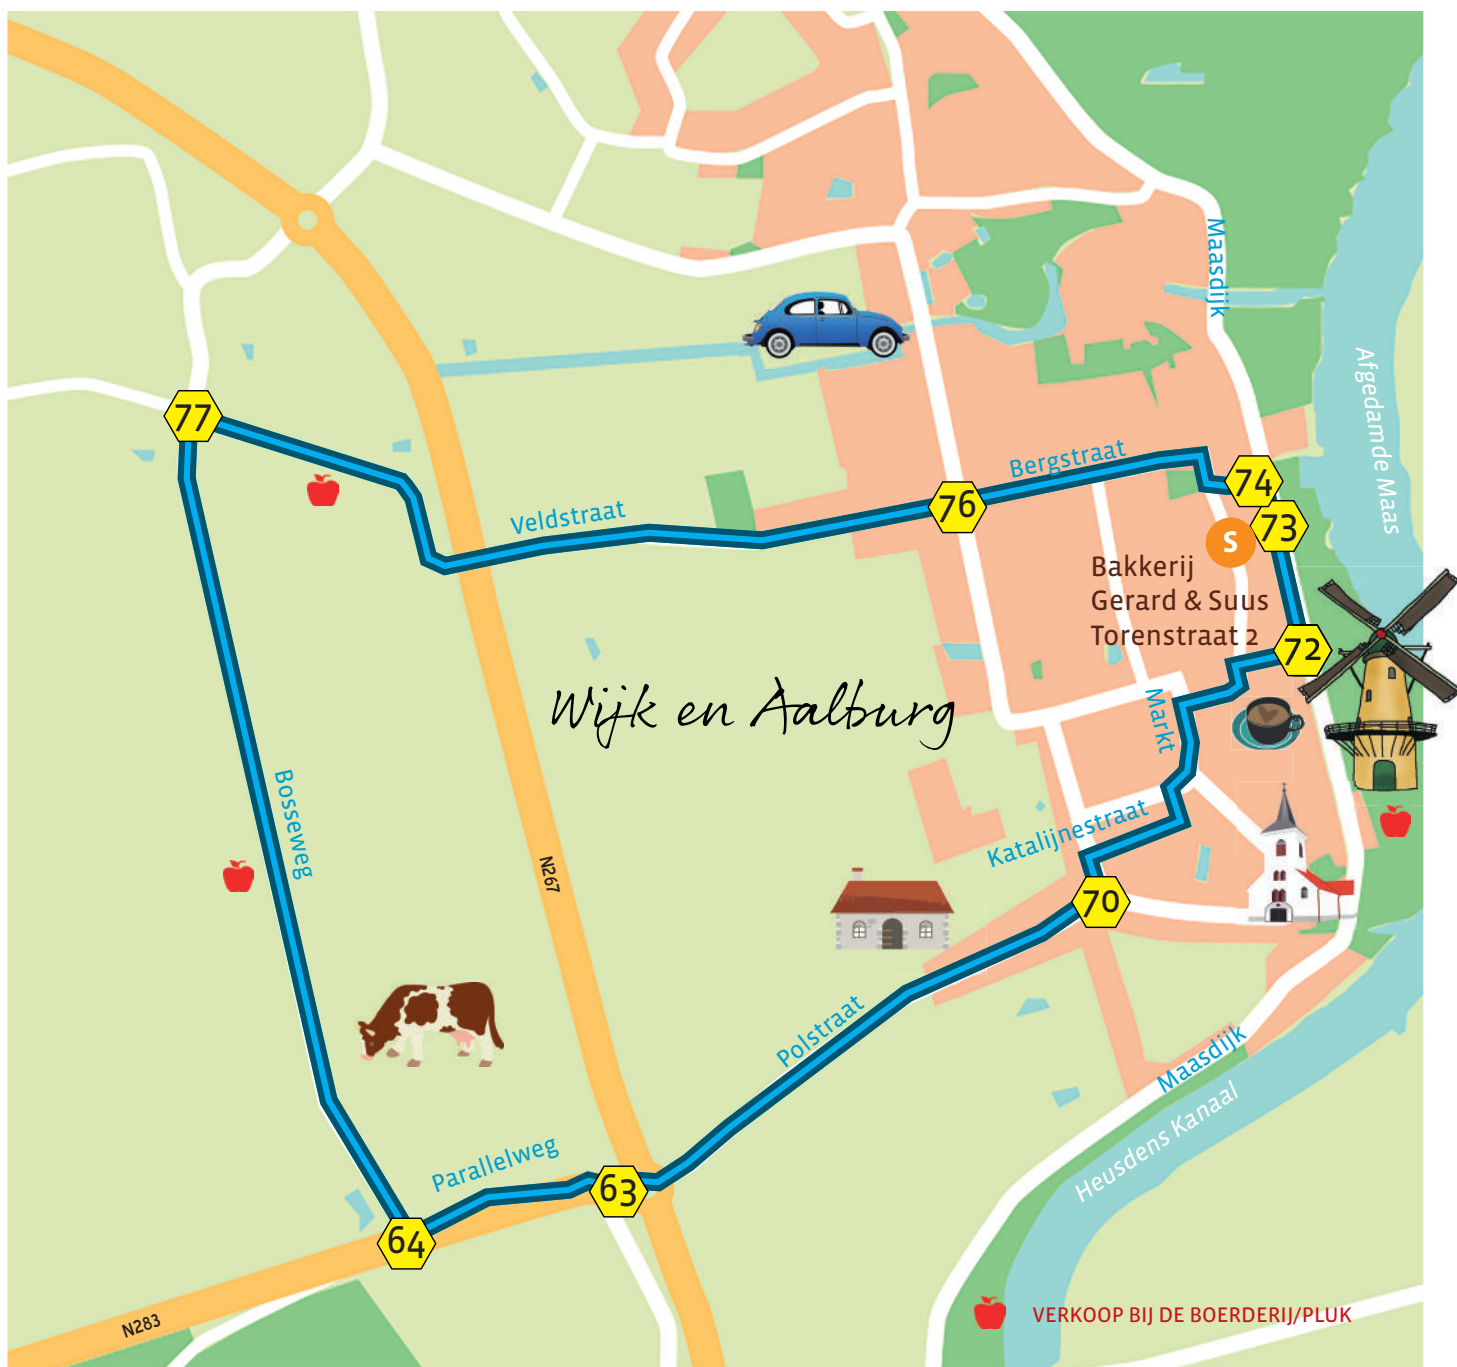 Maasdijk
Afgedamde Maas
77
Bergstraat
74
76
Veldstraat
73
S
Bakkerij
Gerard & Suus
Torenstraat 2
72
Wijk en Aalburg
Markt
Bosseweg
Katalijnestraat
N267
70
Polstraat
Maasdijk
Heusdens Kanaal
Parallelweg
63
64
N283
VERKOOP BIJ DE BOERDERIJ/PLUK